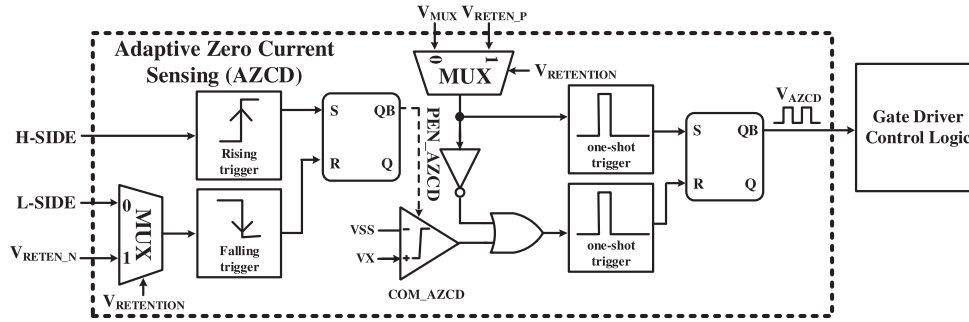 V_MUX V_RETEN_P
Adaptive Zero Current
Sensing (AZCD)
0 1
MUX
V_RETENTION
H-SIDE
Rising
trigger
S QB
R Q
PEN_AZCD
one-shot
trigger
S QB
R Q
V_AZCD
Gate Driver
Control Logic
L-SIDE
0
MUX
1
V_RETEN_N
V_RETENTION
Falling
trigger
VSS
-
VX
+
COM_AZCD
one-shot
trigger